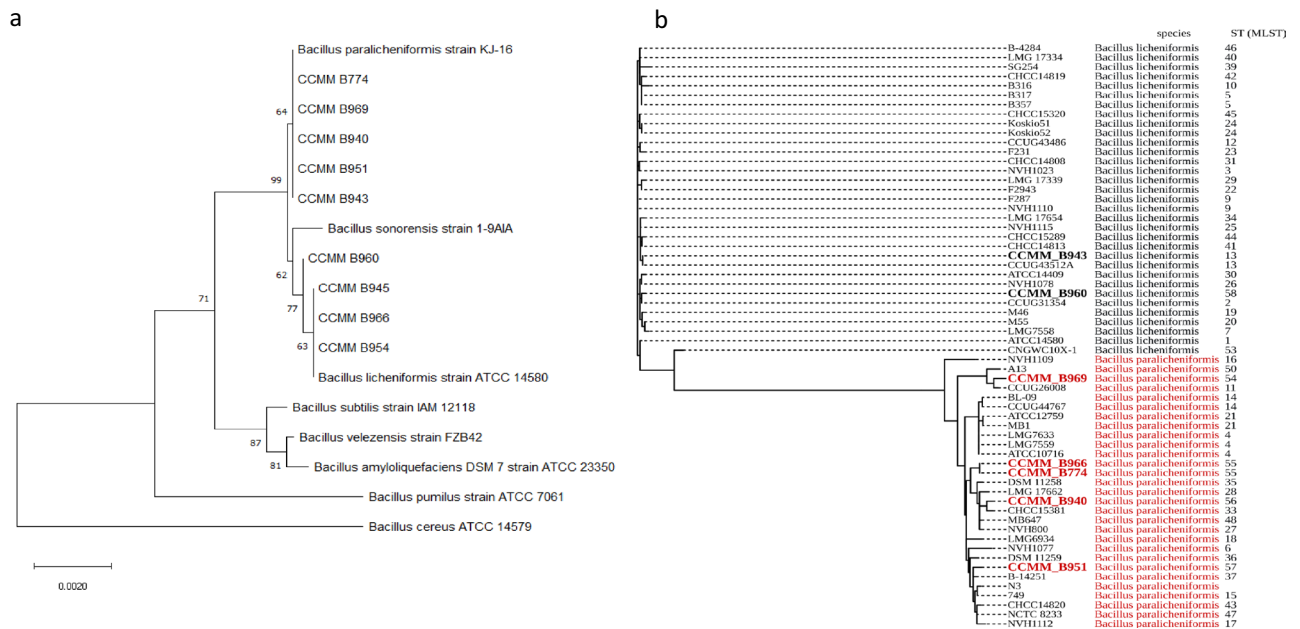 a
Bacillus paralicheniformis strain KJ-16
CCMM B774
CCMM B969
64
CCMM B940
CCMM B951
99
CCMM B943
Bacillus sonorensis strain 1-9AIA
CCMM B960
62
CCMM B945
71
77
CCMM B966
63
CCMM B954
Bacillus licheniformis strain ATCC 14580
Bacillus subtilis strain IAM 12118
Bacillus velezensis strain FZB42
87
81
Bacillus amyloliquefaciens DSM 7 strain ATCC 23350
Bacillus pumilus strain ATCC 7061
Bacillus cereus ATCC 14579
0.0020
b
species ST (MLST)
B-4284 Bacillus licheniformis 46
LMG 17334 Bacillus licheniformis 40
SG254 Bacillus licheniformis 39
CHCC14819 Bacillus licheniformis 42
B316 Bacillus licheniformis 10
B317 Bacillus licheniformis 5
B357 Bacillus licheniformis 5
CHCC15320 Bacillus licheniformis 45
Koskio51 Bacillus licheniformis 24
Koskio52 Bacillus licheniformis 24
CCUG43486 Bacillus licheniformis 12
F231 Bacillus licheniformis 23
CHCC14808 Bacillus licheniformis 31
NVH1023 Bacillus licheniformis 3
LMG 17339 Bacillus licheniformis 29
F2943 Bacillus licheniformis 22
F287 Bacillus licheniformis 9
NVH1110 Bacillus licheniformis 9
LMG 17654 Bacillus licheniformis 34
NVH1115 Bacillus licheniformis 25
CHCC15289 Bacillus licheniformis 44
CHCC14813 Bacillus licheniformis 41
CCMM_B943 Bacillus licheniformis 13
CCUG43512A Bacillus licheniformis 13
ATCC14409 Bacillus licheniformis 30
NVH1078 Bacillus licheniformis 26
CCMM_B960 Bacillus licheniformis 58
CCUG31354 Bacillus licheniformis 2
M46 Bacillus licheniformis 19
M55 Bacillus licheniformis 20
LMG7558 Bacillus licheniformis 7
ATCC14580 Bacillus licheniformis 1
CNGWC10X-1 Bacillus licheniformis 53
NVH1109 Bacillus paralicheniformis 16
A13 Bacillus paralicheniformis 50
CCMM_B969 Bacillus paralicheniformis 54
CCUG26008 Bacillus paralicheniformis 11
BL-09 Bacillus paralicheniformis 14
CCUG44767 Bacillus paralicheniformis 14
ATCC12759 Bacillus paralicheniformis 21
MB1 Bacillus paralicheniformis 21
LMG7633 Bacillus paralicheniformis 4
LMG7559 Bacillus paralicheniformis 4
ATCC10716 Bacillus paralicheniformis 4
CCMM_B966 Bacillus paralicheniformis 55
CCMM_B774 Bacillus paralicheniformis 55
DSM 11258 Bacillus paralicheniformis 35
LMG 17662 Bacillus paralicheniformis 28
CCMM_B940 Bacillus paralicheniformis 56
CHCC15381 Bacillus paralicheniformis 33
MB647 Bacillus paralicheniformis 48
NVH800 Bacillus paralicheniformis 27
LMG6934 Bacillus paralicheniformis 18
NVH1077 Bacillus paralicheniformis 6
DSM 11259 Bacillus paralicheniformis 36
CCMM_B951 Bacillus paralicheniformis 57
B-14251 Bacillus paralicheniformis 37
N3 Bacillus paralicheniformis
749 Bacillus paralicheniformis 15
CHCC14820 Bacillus paralicheniformis 43
NCTC 8233 Bacillus paralicheniformis 47
NVH1112 Bacillus paralicheniformis 17